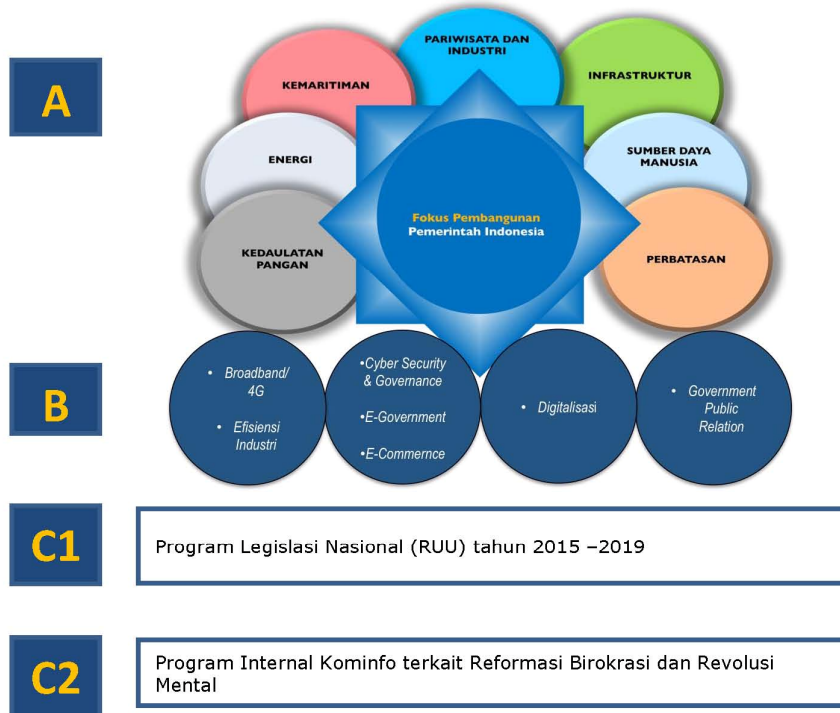 A
PARIWISATA DAN
INDUSTRI
KEMARITIMAN
INFRASTRUKTUR
ENERGI
SUMBER DAYA
MANUSIA
Fokus Pembangunan
Pemerintah Indonesia
KEDAULATAN
PANGAN
PERBATASAN
B
• Broadband/
4G
• Efisiensi
Industri
•Cyber Security
& Governance
•E-Government
•E-Commernce
• Digitalisasi
• Government
Public
Relation
C1
Program Legislasi Nasional (RUU) tahun 2015 –2019
C2
Program Internal Kominfo terkait Reformasi Birokrasi dan Revolusi
Mental